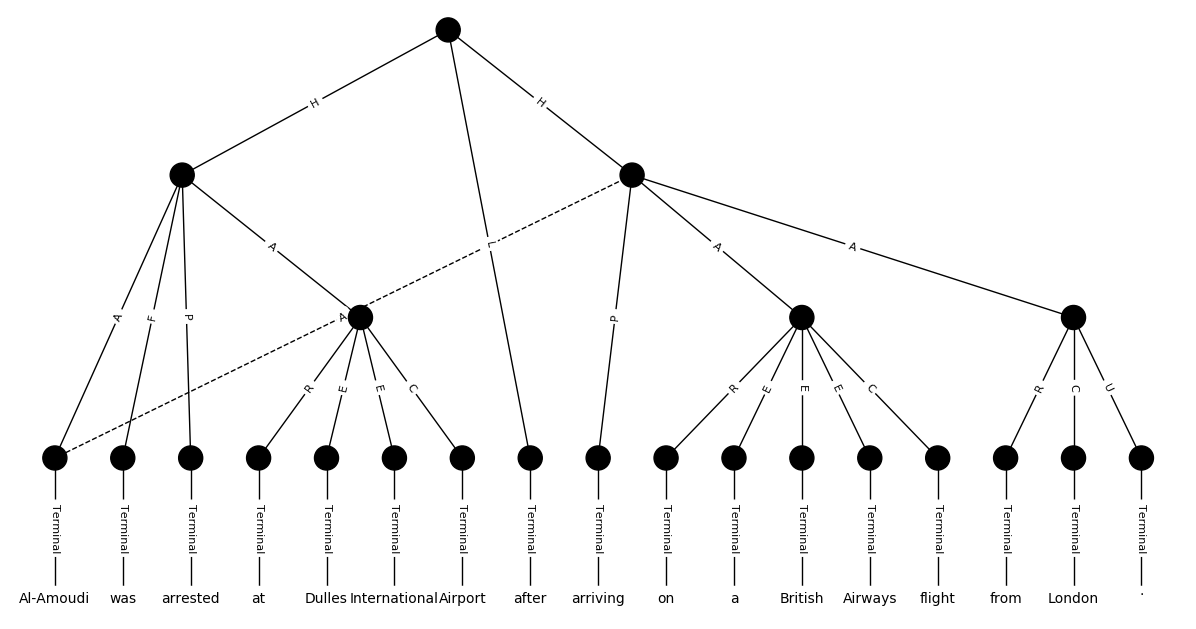 H H
A F P A L P A A
A
R E E C R E E E C R C U
Terminal Terminal Terminal Terminal Terminal Terminal Terminal Terminal Terminal Terminal Terminal Terminal Terminal Terminal Terminal Terminal Terminal
Al-Amoudi was arrested at Dulles International Airport after arriving on a British Airways flight from London .